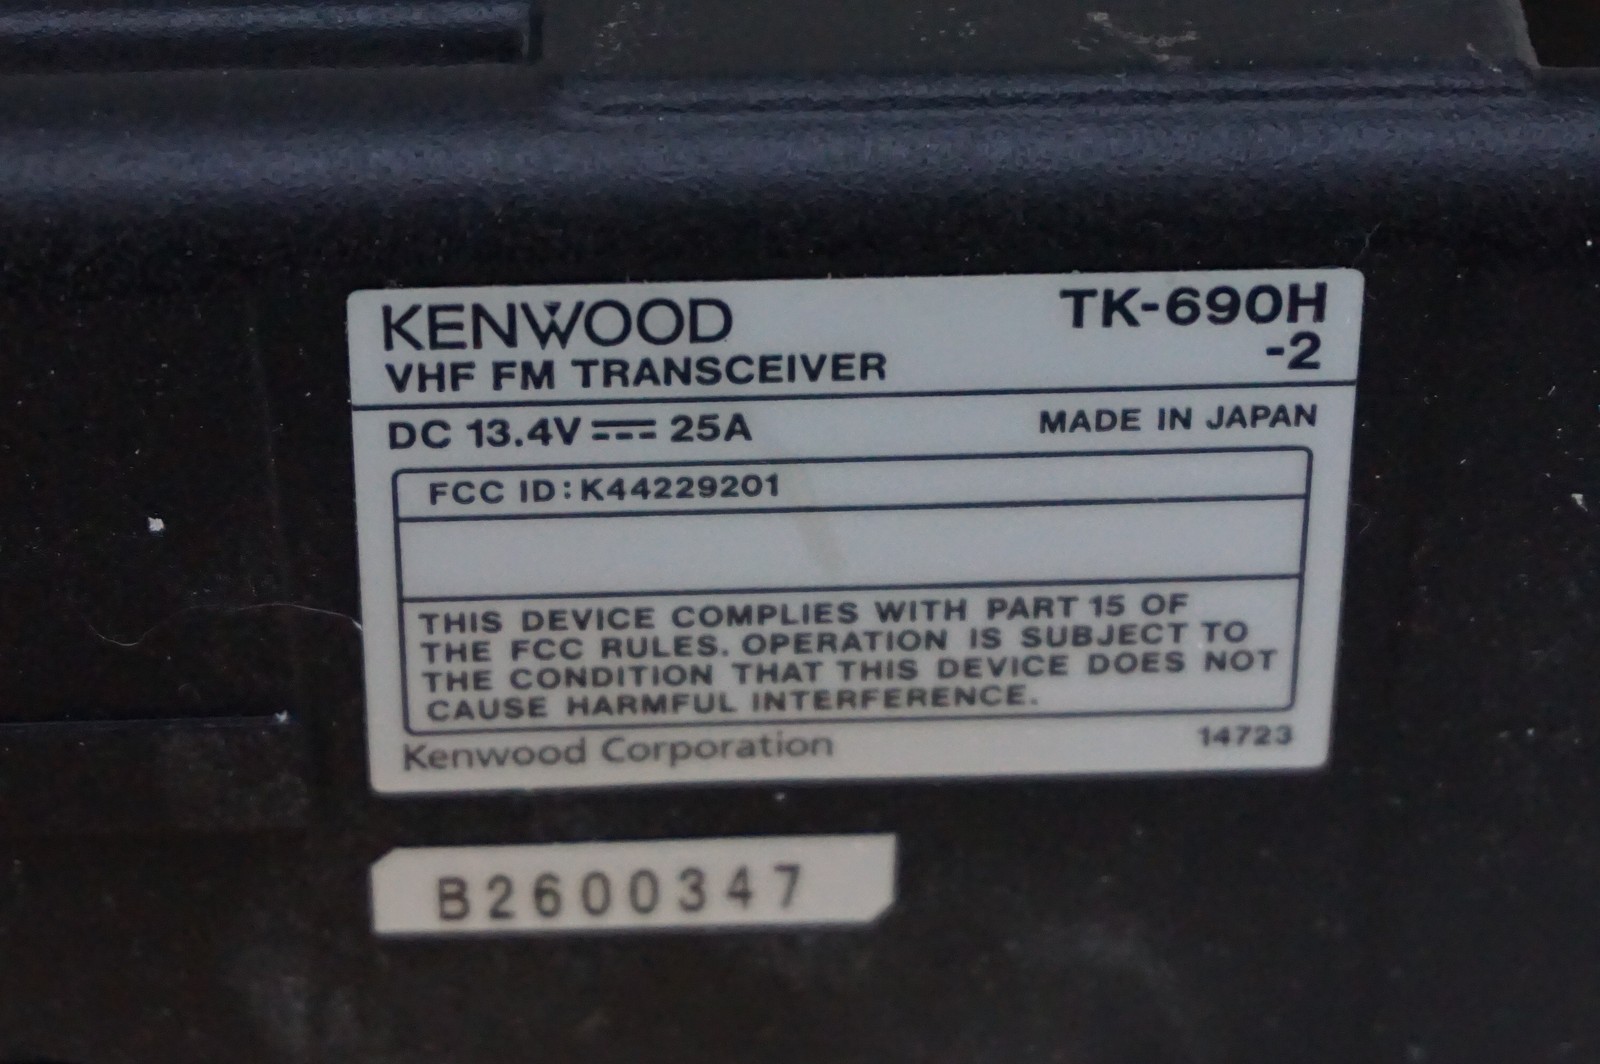 KENWOOD
TK-690H
-2
VHF FM TRANSCEIVER
DC 13.4V ⎓ 25A
MADE IN JAPAN
FCC ID: K44229201
THIS DEVICE COMPLIES WITH PART 15 OF
THE FCC RULES. OPERATION IS SUBJECT TO
THE CONDITION THAT THIS DEVICE DOES NOT
CAUSE HARMFUL INTERFERENCE.
Kenwood Corporation
14723
B2600347